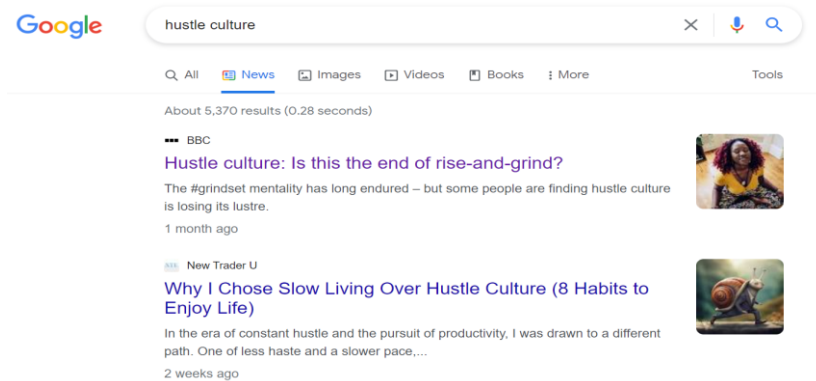 Google
hustle culture
All News Images Videos Books More Tools
About 5,370 results (0.28 seconds)
BBC
Hustle culture: Is this the end of rise-and-grind?
The #grindset mentality has long endured – but some people are finding hustle culture
is losing its lustre.
1 month ago
New Trader U
Why I Chose Slow Living Over Hustle Culture (8 Habits to
Enjoy Life)
In the era of constant hustle and the pursuit of productivity, I was drawn to a different
path. One of less haste and a slower pace,...
2 weeks ago